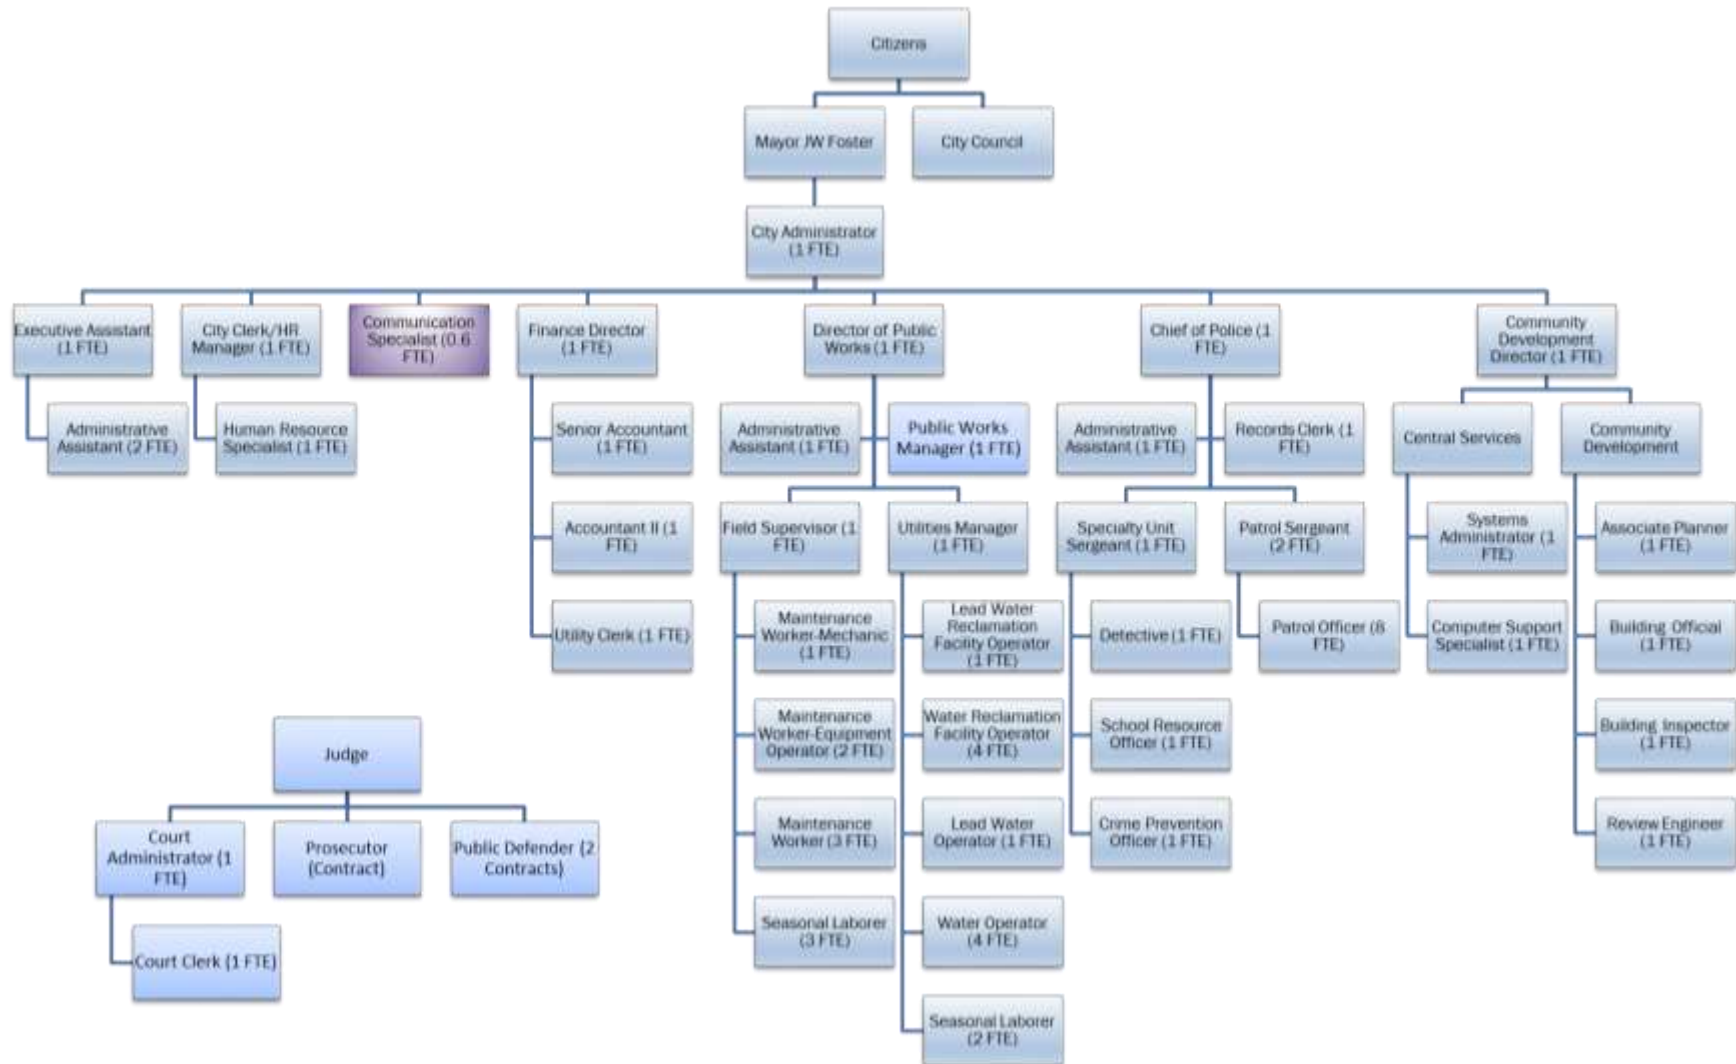 Citizens
Mayor JW Foster
City Council
City Administrator
(1 FTE)
Executive Assistant
(1 FTE)
City Clerk/HR
Manager (1 FTE)
Communication
Specialist (0.6
FTE)
Finance Director
(1 FTE)
Director of Public
Works (1 FTE)
Chief of Police (1
FTE)
Community
Development
Director (1 FTE)
Administrative
Assistant (2 FTE)
Human Resource
Specialist (1 FTE)
Senior Accountant
(1 FTE)
Administrative
Assistant (1 FTE)
Public Works
Manager (1 FTE)
Administrative
Assistant (1 FTE)
Records Clerk (1
FTE)
Central Services
Community
Development
Accountant II (1
FTE)
Field Supervisor (1
FTE)
Utilities Manager
(1 FTE)
Specialty Unit
Sergeant (1 FTE)
Patrol Sergeant
(2 FTE)
Systems
Administrator (1
FTE)
Associate Planner
(1 FTE)
Utility Clerk (1 FTE)
Maintenance
Worker-Mechanic
(1 FTE)
Lead Water
Reclamation
Facility Operator
(1 FTE)
Detective (1 FTE)
Patrol Officer (8
FTE)
Computer Support
Specialist (1 FTE)
Building Official
(1 FTE)
Maintenance
Worker-Equipment
Operator (2 FTE)
Water Reclamation
Facility Operator
(4 FTE)
School Resource
Officer (1 FTE)
Building Inspector
(1 FTE)
Maintenance
Worker (3 FTE)
Lead Water
Operator (1 FTE)
Crime Prevention
Officer (1 FTE)
Review Engineer
(1 FTE)
Seasonal Laborer
(3 FTE)
Water Operator
(4 FTE)
Seasonal Laborer
(2 FTE)
Judge
Court
Administrator (1
FTE)
Prosecutor
(Contract)
Public Defender (2
Contracts)
Court Clerk (1 FTE)